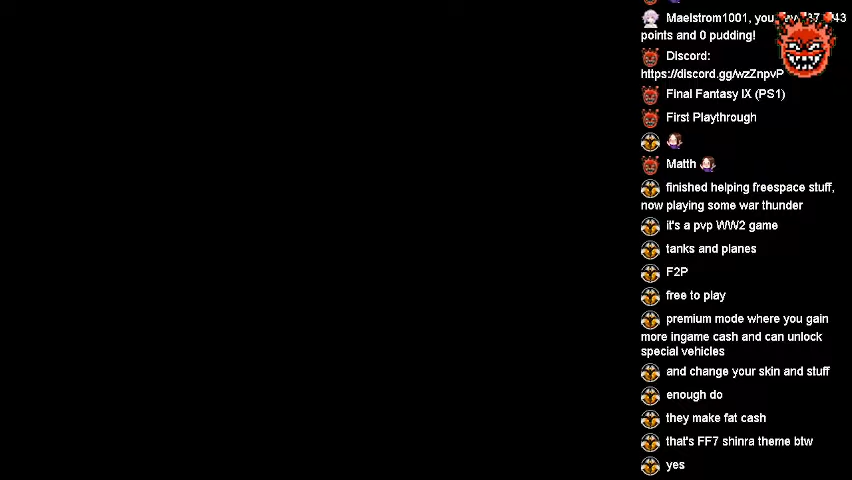 Maelstrom1001, you
points and 0 pudding!
Discord:
https://discord.gg/wzZnpvP
Final Fantasy IX (PS1)
First Playthrough
Matth
finished helping freespace stuff,
now playing some war thunder
it's a pvp WW2 game
tanks and planes
F2P
free to play
premium mode where you gain
more ingame cash and can unlock
special vehicles
and change your skin and stuff
enough do
they make fat cash
that's FF7 shinra theme btw
yes